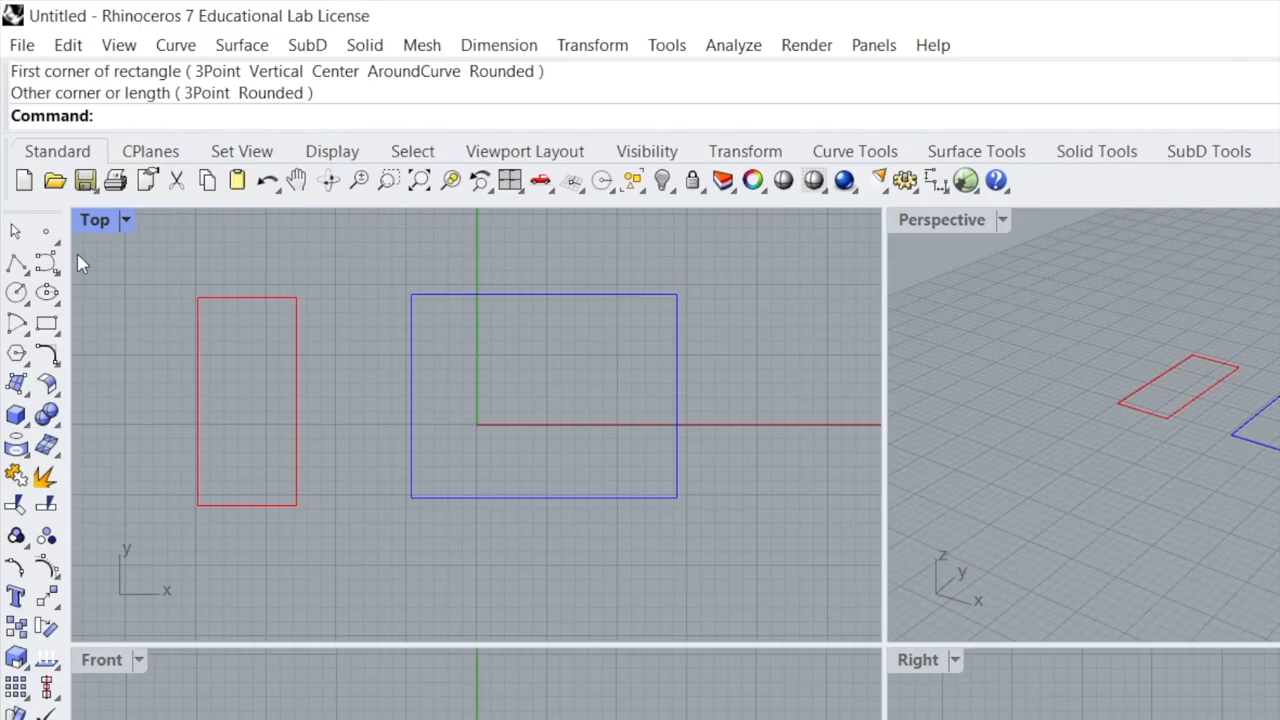 Untitled - Rhinoceros 7 Educational Lab License
File Edit View Curve Surface SubD Solid Mesh Dimension Transform Tools Analyze Render Panels Help
First corner of rectangle ( 3Point Vertical Center AroundCurve Rounded )
Other corner or length ( 3Point Rounded )
Command:
Standard CPlanes Set View Display Select Viewport Layout Visibility Transform Curve Tools Surface Tools Solid Tools SubD Tools
Top
Perspective
y
x
z
y
x
Front
Right